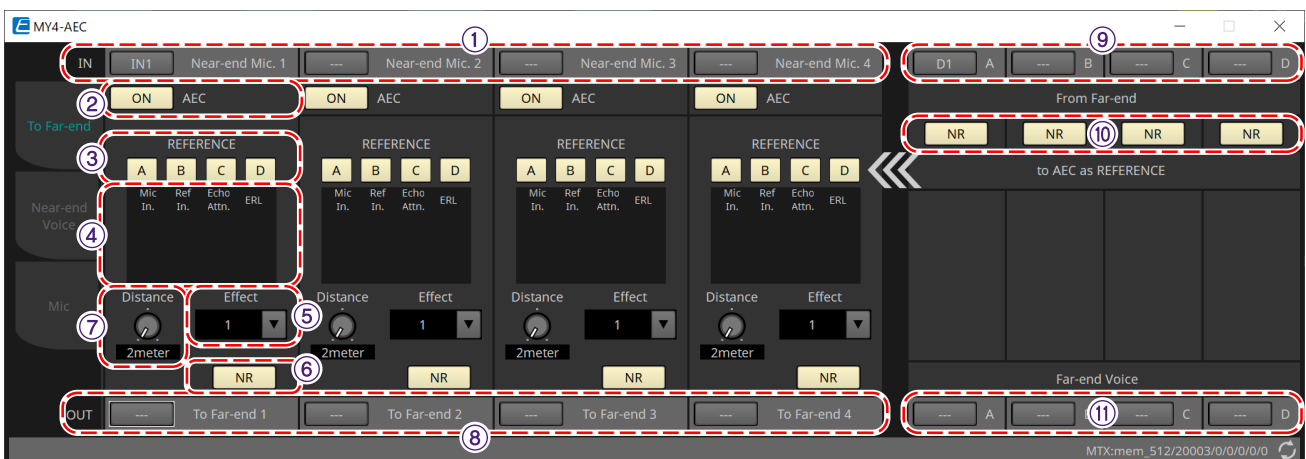 MY4-AEC
IN IN1 Near-end Mic. 1 --- Near-end Mic. 2 --- Near-end Mic. 3 --- Near-end Mic. 4 D1 A --- B --- C --- D
① ⑨
② ON AEC ON AEC ON AEC ON AEC From Far-end
To Far-end
NR NR ⑩ NR NR
③ REFERENCE REFERENCE REFERENCE REFERENCE
A B C D A B C D A B C D A B C D to AEC as REFERENCE
Mic In. Ref In. Echo Attn. ERL Mic In. Ref In. Echo Attn. ERL Mic In. Ref In. Echo Attn. ERL Mic In. Ref In. Echo Attn. ERL
Near-end Voice
④
Mic
Distance Effect Distance Effect Distance Effect Distance Effect
⑦ 1 ⑤ 1 1 1
2meter 2meter 2meter 2meter
NR ⑥ NR NR NR Far-end Voice
OUT --- To Far-end 1 --- To Far-end 2 --- To Far-end 3 --- To Far-end 4 --- A --- ⑪ --- C --- D
⑧
MTX:mem_512/20003/0/0/0/0/0